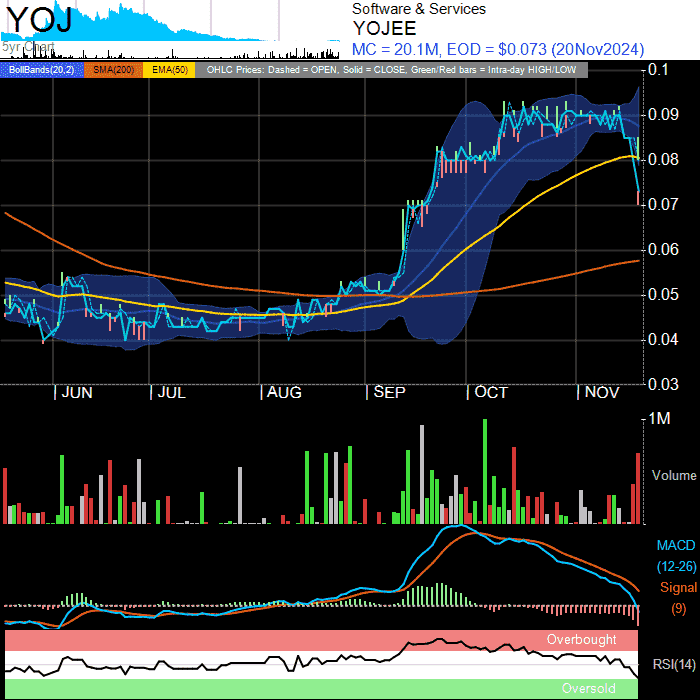 YOJ
Software & Services
YOJEE
MC = 20.1M, EOD = $0.073 (20Nov2024)
5yr Chart
BollBands(20,2) SMA(200) EMA(50) OHLC Prices: Dashed = OPEN, Solid = CLOSE, Green/Red bars = Intra-day HIGH/LOW
0.1
0.09
0.08
0.07
0.06
0.05
0.04
0.03
JUN JUL AUG SEP OCT NOV
1M
Volume
MACD
(12-26)
Signal
(9)
Overbought
RSI(14)
Oversold